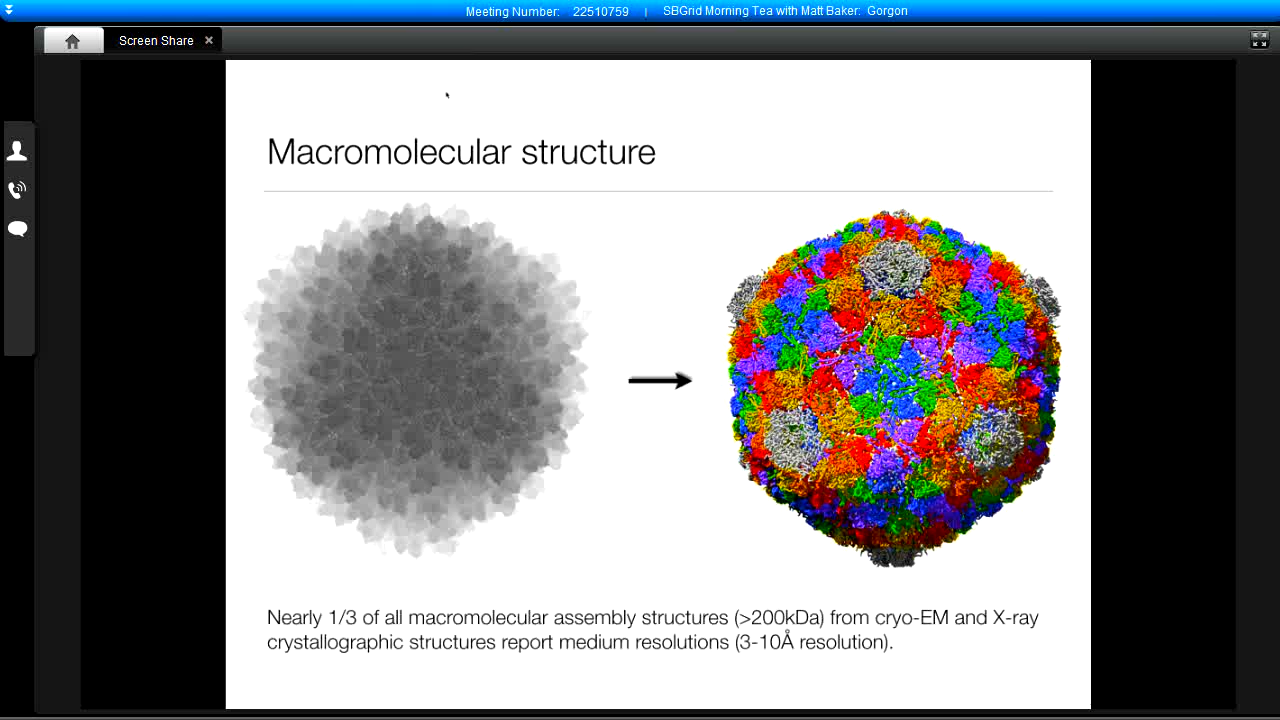 Meeting Number: 22510759 | SBGrid Morning Tea with Matt Baker: Gorgon
Screen Share ×
Macromolecular structure
Nearly 1/3 of all macromolecular assembly structures (>200kDa) from cryo-EM and X-ray
crystallographic structures report medium resolutions (3-10Å resolution).